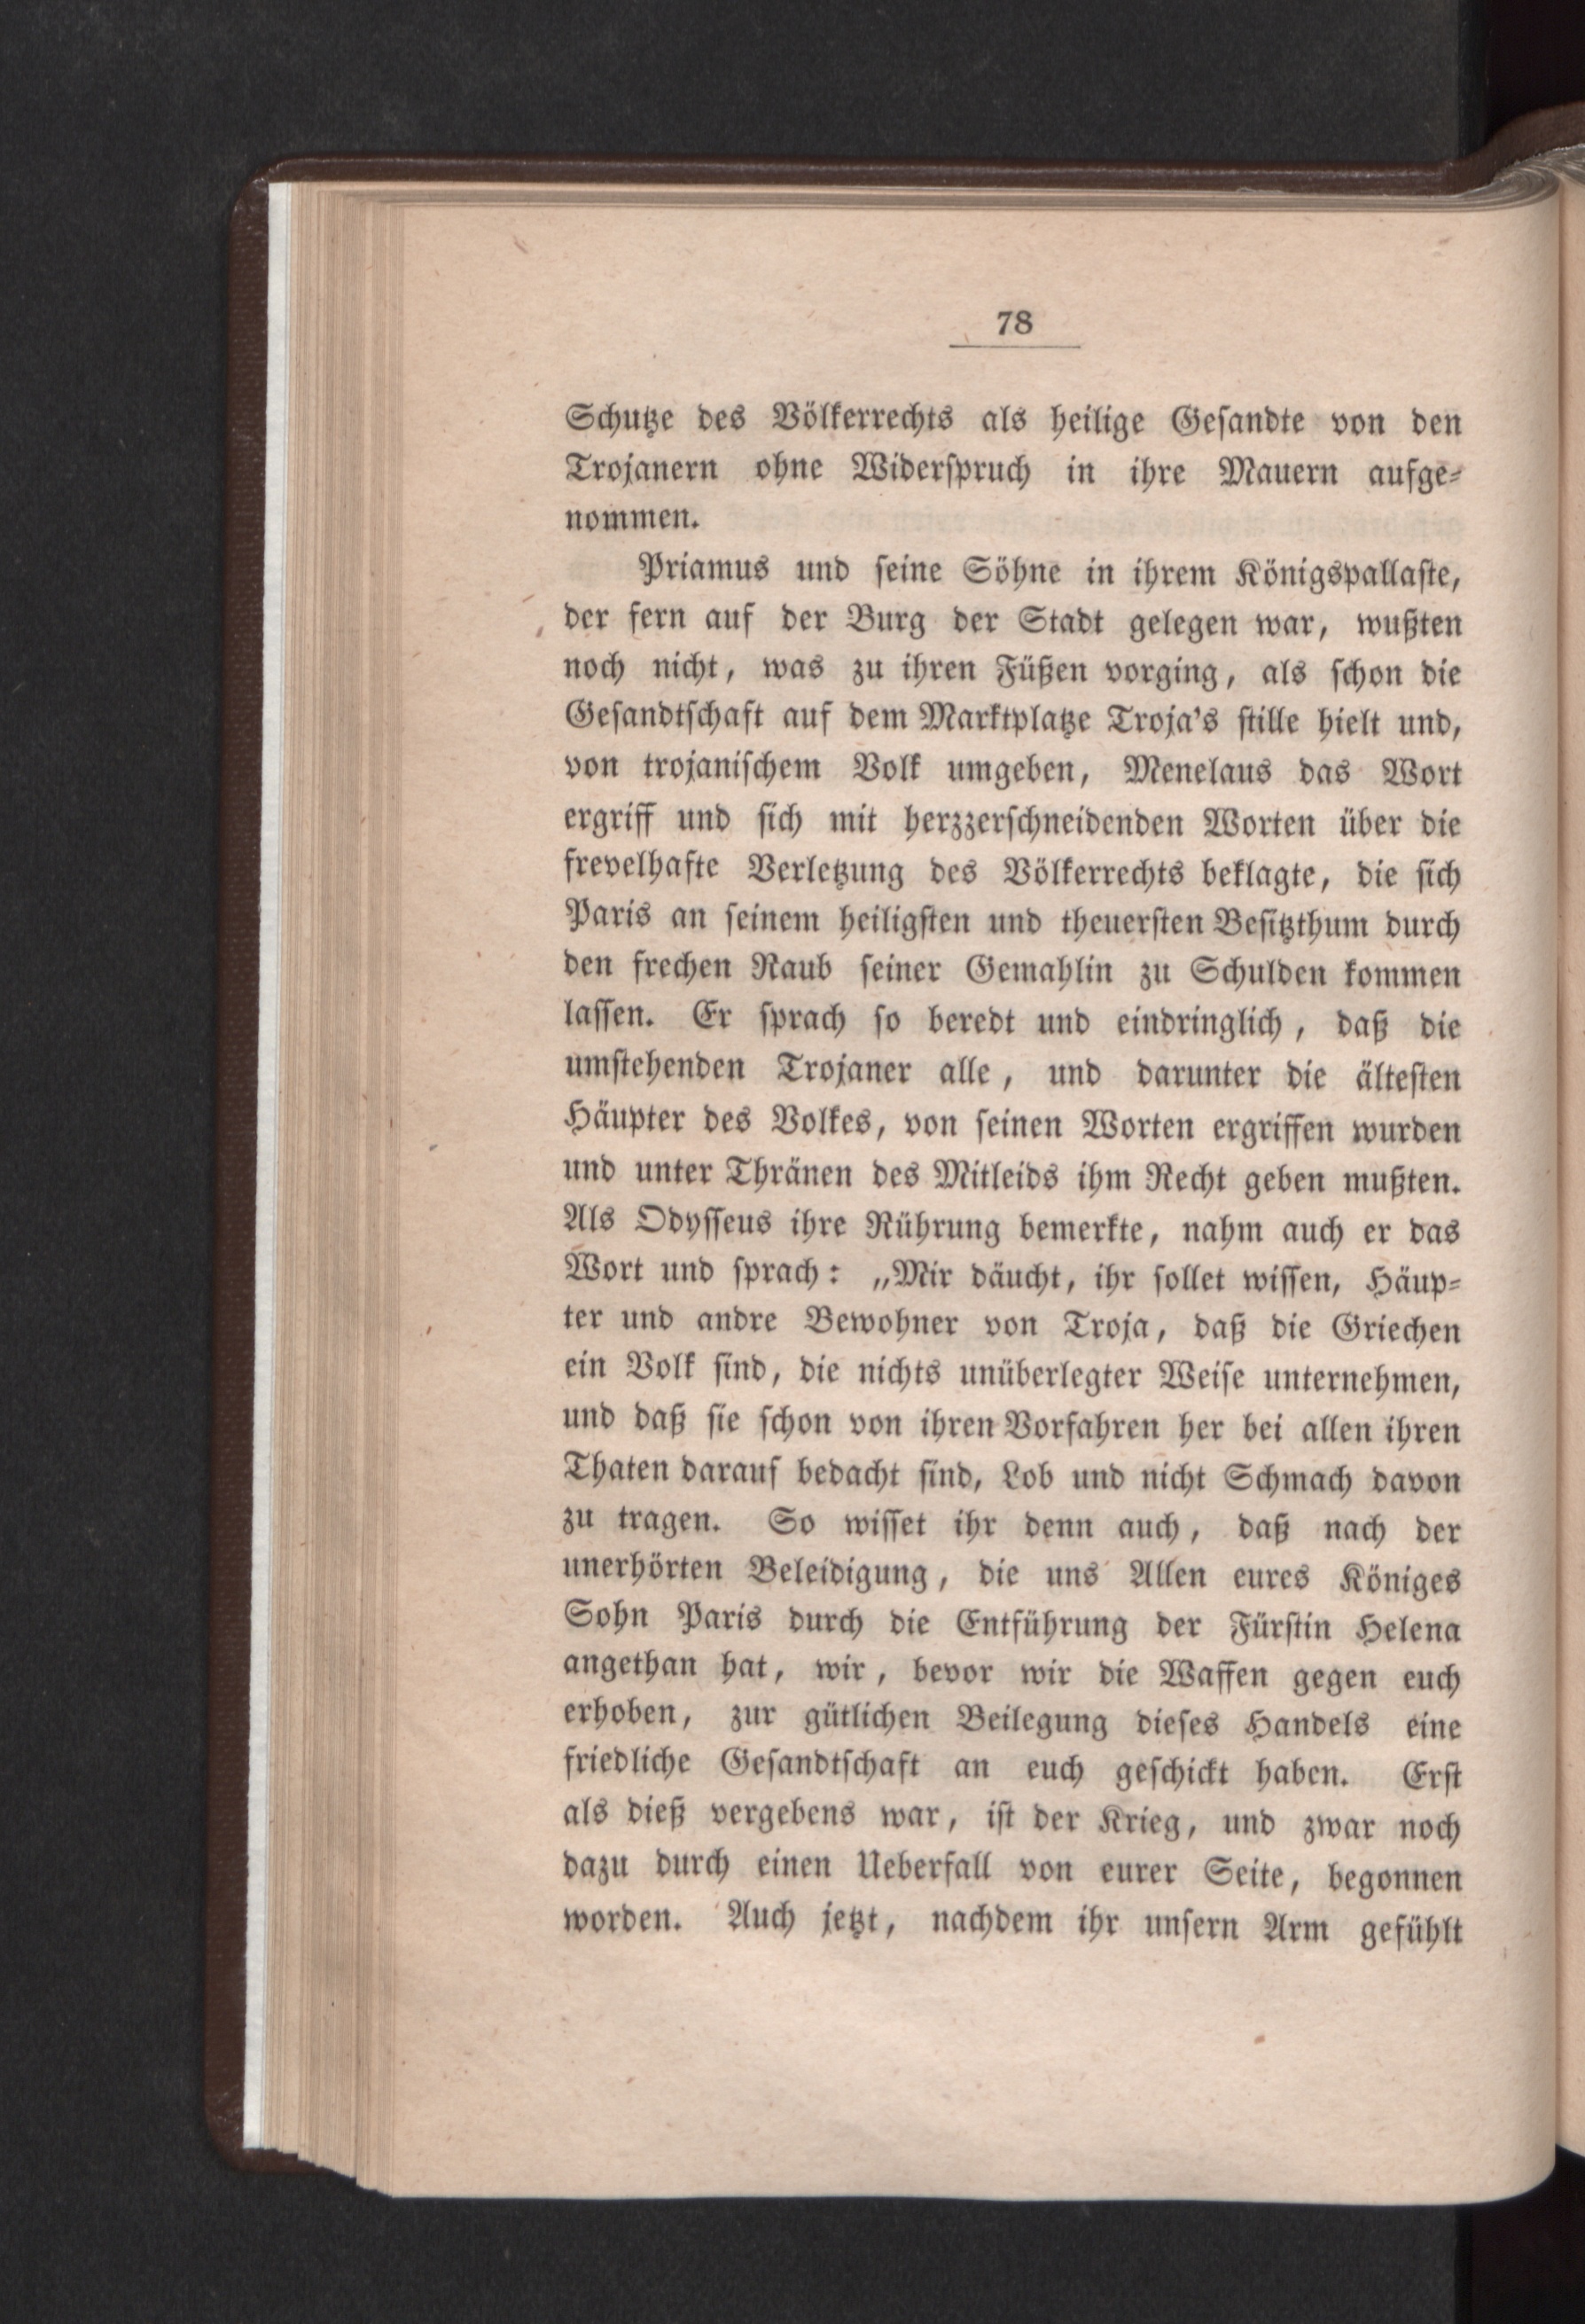 78
Schutze des Völkerrechts als heilige Gesandte von den
Trojanern ohne Widerspruch in ihre Mauern aufge-
nommen.
Priamus und seine Söhne in ihrem Königspallaste,
der fern auf der Burg der Stadt gelegen war, wußten
noch nicht, was zu ihren Füßen vorging, als schon die
Gesandtschaft auf dem Marktplatze Troja's stille hielt und,
von trojanischem Volk umgeben, Menelaus das Wort
ergriff und sich mit herzzerschneidenden Worten über die
frevelhafte Verletzung des Völkerrechts beklagte, die sich
Paris an seinem heiligsten und theuersten Besitzthum durch
den frechen Raub seiner Gemahlin zu Schulden kommen
lassen. Er sprach so beredt und eindringlich, daß die
umstehenden Trojaner alle, und darunter die ältesten
Häupter des Volkes, von seinen Worten ergriffen wurden
und unter Thränen des Mitleids ihm Recht geben mußten.
Als Odysseus ihre Rührung bemerkte, nahm auch er das
Wort und sprach: „Mir däucht, ihr sollet wissen, Häup-
ter und andre Bewohner von Troja, daß die Griechen
ein Volk sind, die nichts unüberlegter Weise unternehmen,
und daß sie schon von ihren Vorfahren her bei allen ihren
Thaten darauf bedacht sind, Lob und nicht Schmach davon
zu tragen. So wisset ihr denn auch, daß nach der
unerhörten Beleidigung, die uns Allen eures Königes
Sohn Paris durch die Entführung der Fürstin Helena
angethan hat, wir, bevor wir die Waffen gegen euch
erhoben, zur gütlichen Beilegung dieses Handels eine
friedliche Gesandtschaft an euch geschickt haben. Erst
als dieß vergebens war, ist der Krieg, und zwar noch
dazu durch einen Ueberfall von eurer Seite, begonnen
worden. Auch jetzt, nachdem ihr unsern Arm gefühlt